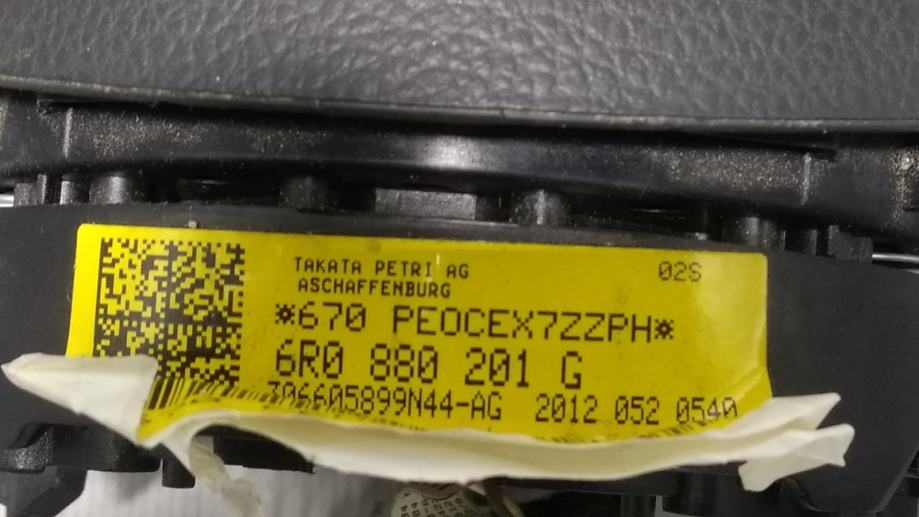 TAKATA PETRI AG 02S
ASCHAFFENBURG
*670 PEOCEX7ZZPH*
6R0 880 201 G
306605899N44-AG 2012 052 0540